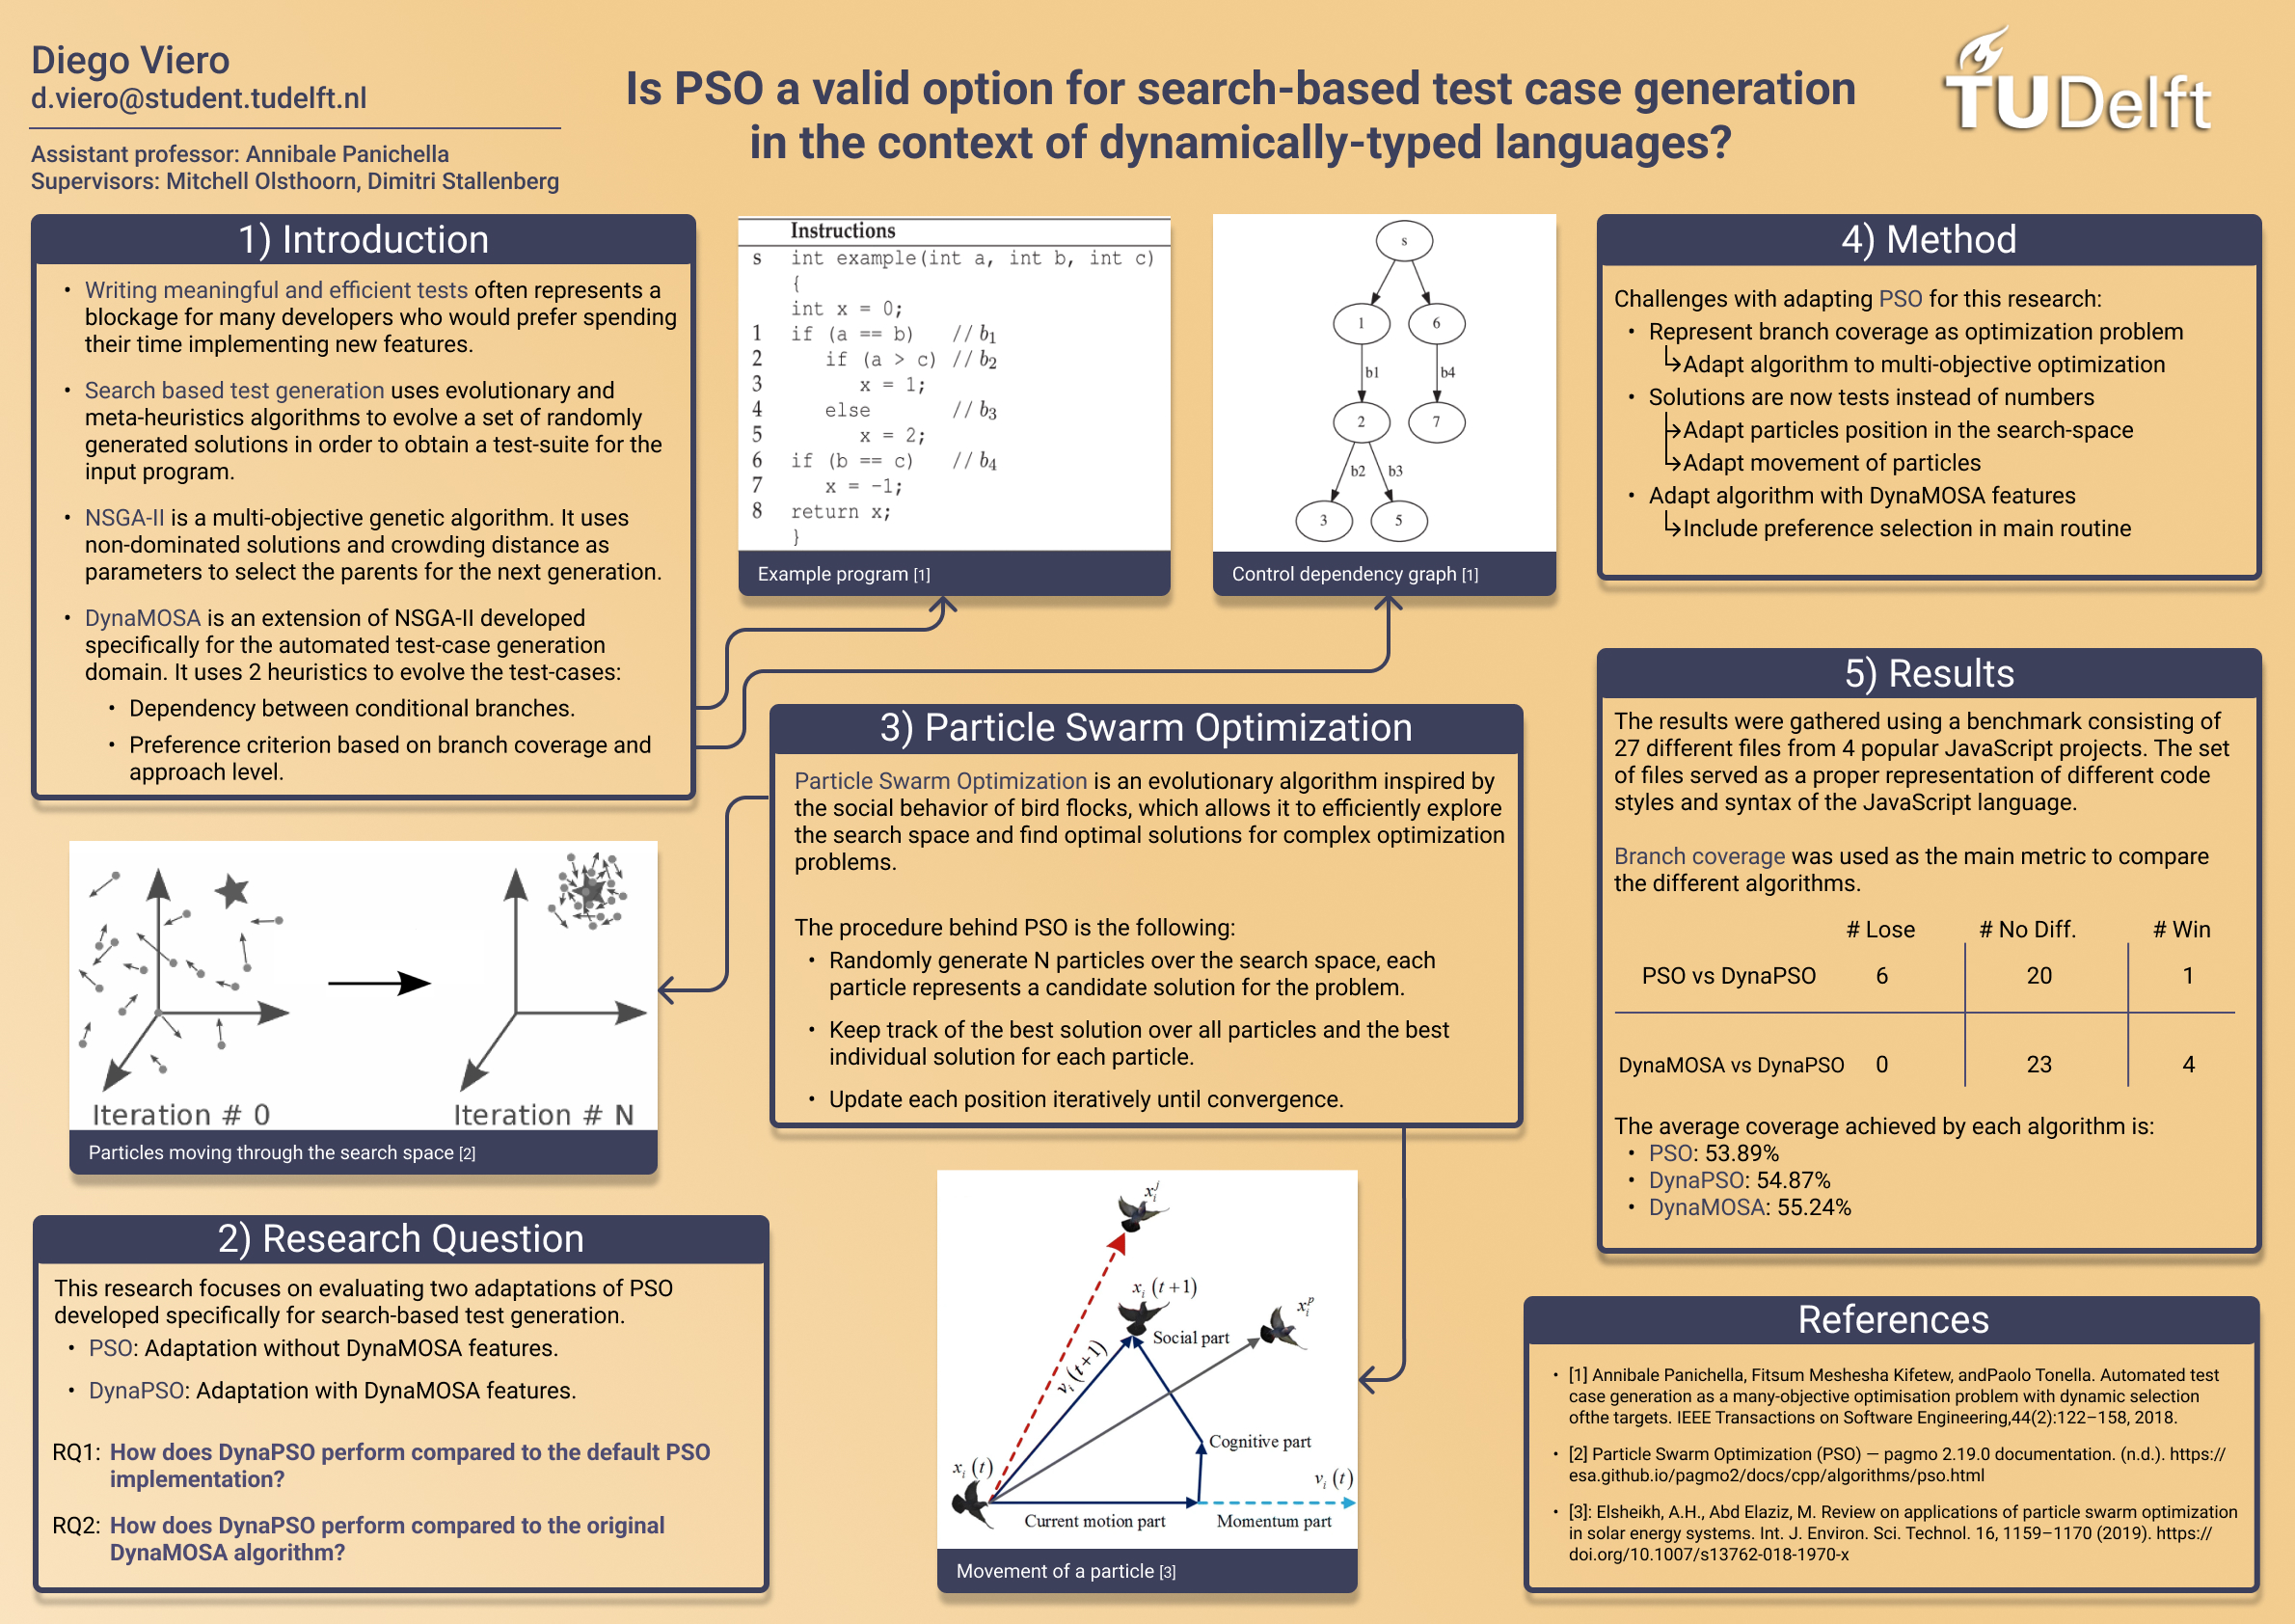 Diego Viero
d.viero@student.tudelft.nl
Assistant professor: Annibale Panichella
Supervisors: Mitchell Olsthoorn, Dimitri Stallenberg
Is PSO a valid option for search-based test case generation
in the context of dynamically-typed languages?
TUDelft
1) Introduction
• Writing meaningful and efficient tests often represents a
blockage for many developers who would prefer spending
their time implementing new features.
• Search based test generation uses evolutionary and
meta-heuristics algorithms to evolve a set of randomly
generated solutions in order to obtain a test-suite for the
input program.
• NSGA-II is a multi-objective genetic algorithm. It uses
non-dominated solutions and crowding distance as
parameters to select the parents for the next generation.
• DynaMOSA is an extension of NSGA-II developed
specifically for the automated test-case generation
domain. It uses 2 heuristics to evolve the test-cases:
• Dependency between conditional branches.
• Preference criterion based on branch coverage and
approach level.
Instructions
s int example(int a, int b, int c)
{
int x = 0;
1 if (a == b) // b1
2 if (a > c) // b2
3 x = 1;
4 else // b3
5 x = 2;
6 if (b == c) // b4
7 x = -1;
8 return x;
}
Example program [1]
s
1 6
b1 b4
2 7
b2 b3
3 5
Control dependency graph [1]
Iteration # 0 Iteration # N
Particles moving through the search space [2]
2) Research Question
This research focuses on evaluating two adaptations of PSO
developed specifically for search-based test generation.
• PSO: Adaptation without DynaMOSA features.
• DynaPSO: Adaptation with DynaMOSA features.
RQ1: How does DynaPSO perform compared to the default PSO
implementation?
RQ2: How does DynaPSO perform compared to the original
DynaMOSA algorithm?
3) Particle Swarm Optimization
Particle Swarm Optimization is an evolutionary algorithm inspired by
the social behavior of bird flocks, which allows it to efficiently explore
the search space and find optimal solutions for complex optimization
problems.
The procedure behind PSO is the following:
• Randomly generate N particles over the search space, each
particle represents a candidate solution for the problem.
• Keep track of the best solution over all particles and the best
individual solution for each particle.
• Update each position iteratively until convergence.
x_i^j
x_i (t+1)
x_i^p
Social part
v_i (t+1)
Cognitive part
x_i (t)
v_i (t)
Current motion part Momentum part
Movement of a particle [3]
4) Method
Challenges with adapting PSO for this research:
• Represent branch coverage as optimization problem
↳Adapt algorithm to multi-objective optimization
• Solutions are now tests instead of numbers
↳Adapt particles position in the search-space
↳Adapt movement of particles
• Adapt algorithm with DynaMOSA features
↳Include preference selection in main routine
5) Results
The results were gathered using a benchmark consisting of
27 different files from 4 popular JavaScript projects. The set
of files served as a proper representation of different code
styles and syntax of the JavaScript language.
Branch coverage was used as the main metric to compare
the different algorithms.
# Lose # No Diff. # Win
PSO vs DynaPSO 6 20 1
DynaMOSA vs DynaPSO 0 23 4
The average coverage achieved by each algorithm is:
• PSO: 53.89%
• DynaPSO: 54.87%
• DynaMOSA: 55.24%
References
• [1] Annibale Panichella, Fitsum Meshesha Kifetew, andPaolo Tonella. Automated test
case generation as a many-objective optimisation problem with dynamic selection
ofthe targets. IEEE Transactions on Software Engineering,44(2):122–158, 2018.
• [2] Particle Swarm Optimization (PSO) — pagmo 2.19.0 documentation. (n.d.). https://
esa.github.io/pagmo2/docs/cpp/algorithms/pso.html
• [3]: Elsheikh, A.H., Abd Elaziz, M. Review on applications of particle swarm optimization
in solar energy systems. Int. J. Environ. Sci. Technol. 16, 1159–1170 (2019). https://
doi.org/10.1007/s13762-018-1970-x